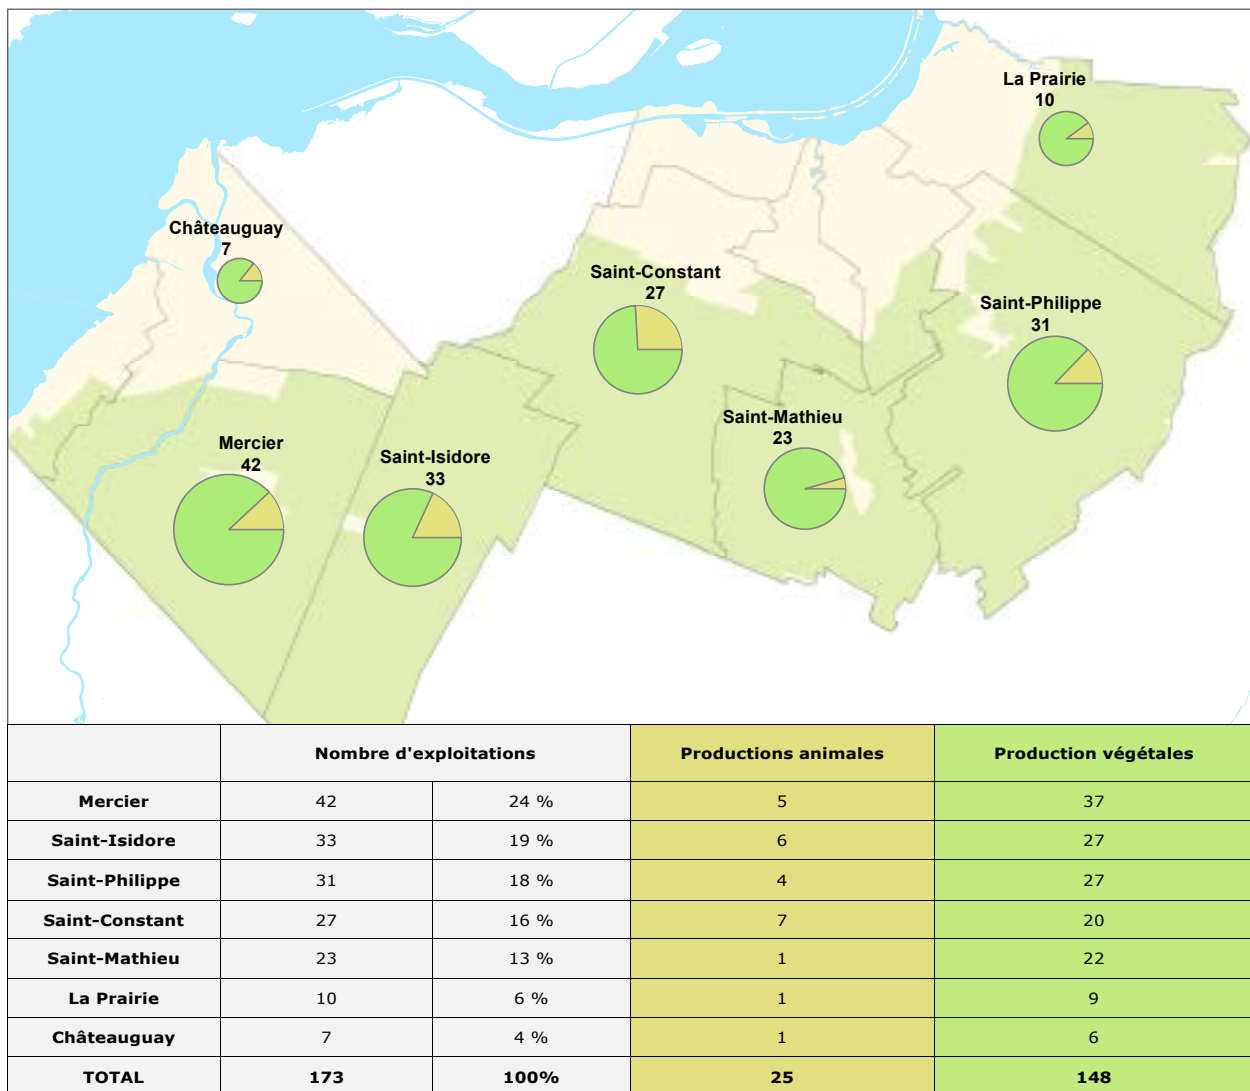 La Prairie
10
Châteauguay
7
Saint-Constant
27
Saint-Philippe
31
Saint-Mathieu
23
Mercier
42
Saint-Isidore
33
Nombre d'exploitations Productions animales Production végétales
Mercier 42 24 % 5 37
Saint-Isidore 33 19 % 6 27
Saint-Philippe 31 18 % 4 27
Saint-Constant 27 16 % 7 20
Saint-Mathieu 23 13 % 1 22
La Prairie 10 6 % 1 9
Châteauguay 7 4 % 1 6
TOTAL 173 100% 25 148